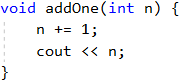 void addOne(int n) {
    n += 1;
    cout << n;
}